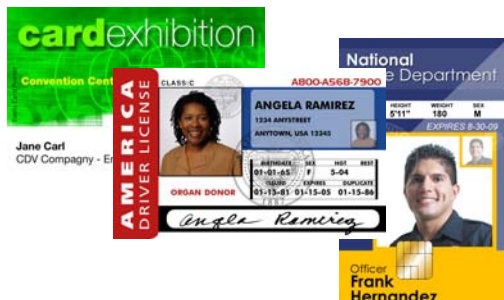 cardexhibition
Convention Cent
Jane Carl
CDV Compagny - E
AMERICA
DRIVER LICENSE
CLASS:C
A800-A568-7900
ANGELA RAMIREZ
1234 ANYSTREET
ANYTOWN, USA 12345
BIRTHDATE SEX HGT REST
01-01-65 F 5-04
ISSUED EXPIRES DUPLICATE
01-15-81 01-15-05 01-15-86
ORGAN DONOR
Angela Ramirez
National
e Department
HEIGHT WEIGHT SEX
5'11" 180 M
EXPIRES 8-30-09
Officer
Frank
Hernandez